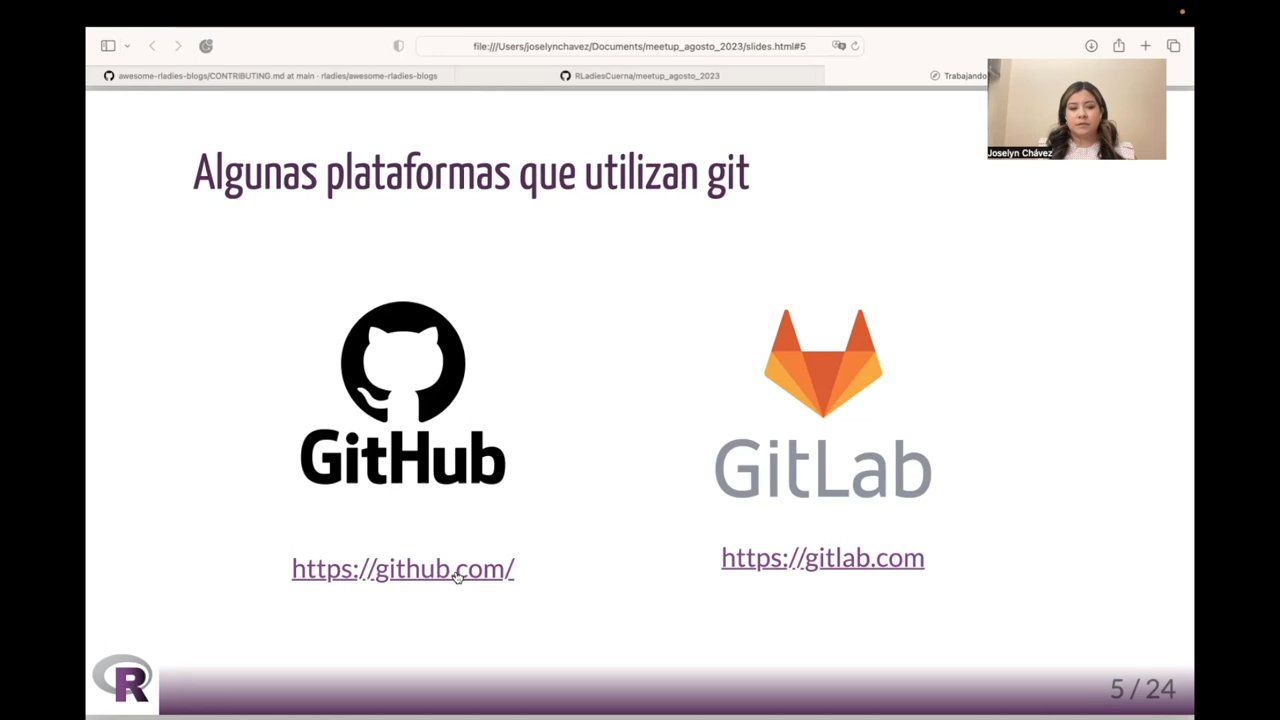 file:///Users/joselynchavez/Documents/meetup_agosto_2023/slides.html#5
awesome-rladies-blogs/CONTRIBUTING.md at main · rladies/awesome-rladies-blogs
RLadiesCuerna/meetup_agosto_2023
Trabajando
Joselyn Chávez
Algunas plataformas que utilizan git
GitHub
GitLab
https://github.com/
https://gitlab.com
R
5 / 24